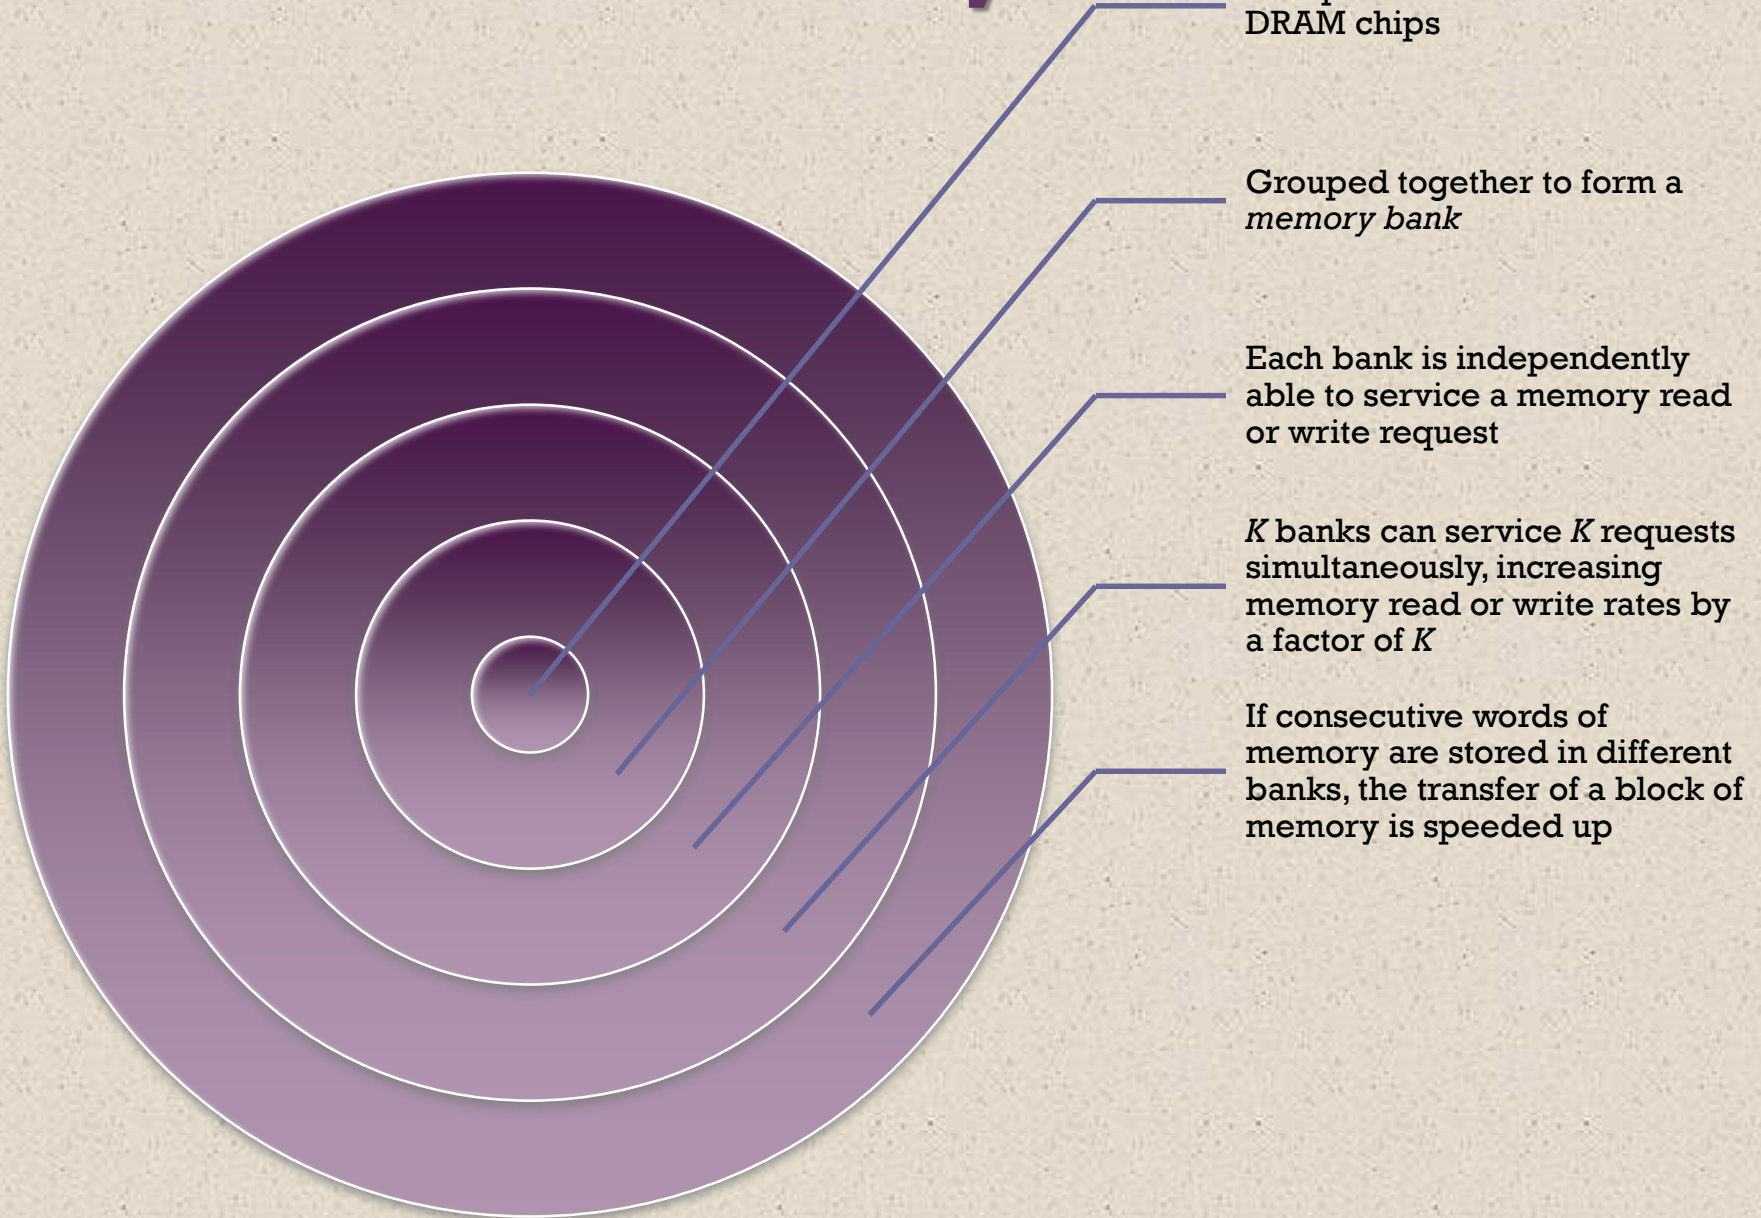 DRAM chips
Grouped together to form a
memory bank
Each bank is independently
able to service a memory read
or write request
K banks can service K requests
simultaneously, increasing
memory read or write rates by
a factor of K
If consecutive words of
memory are stored in different
banks, the transfer of a block of
memory is speeded up